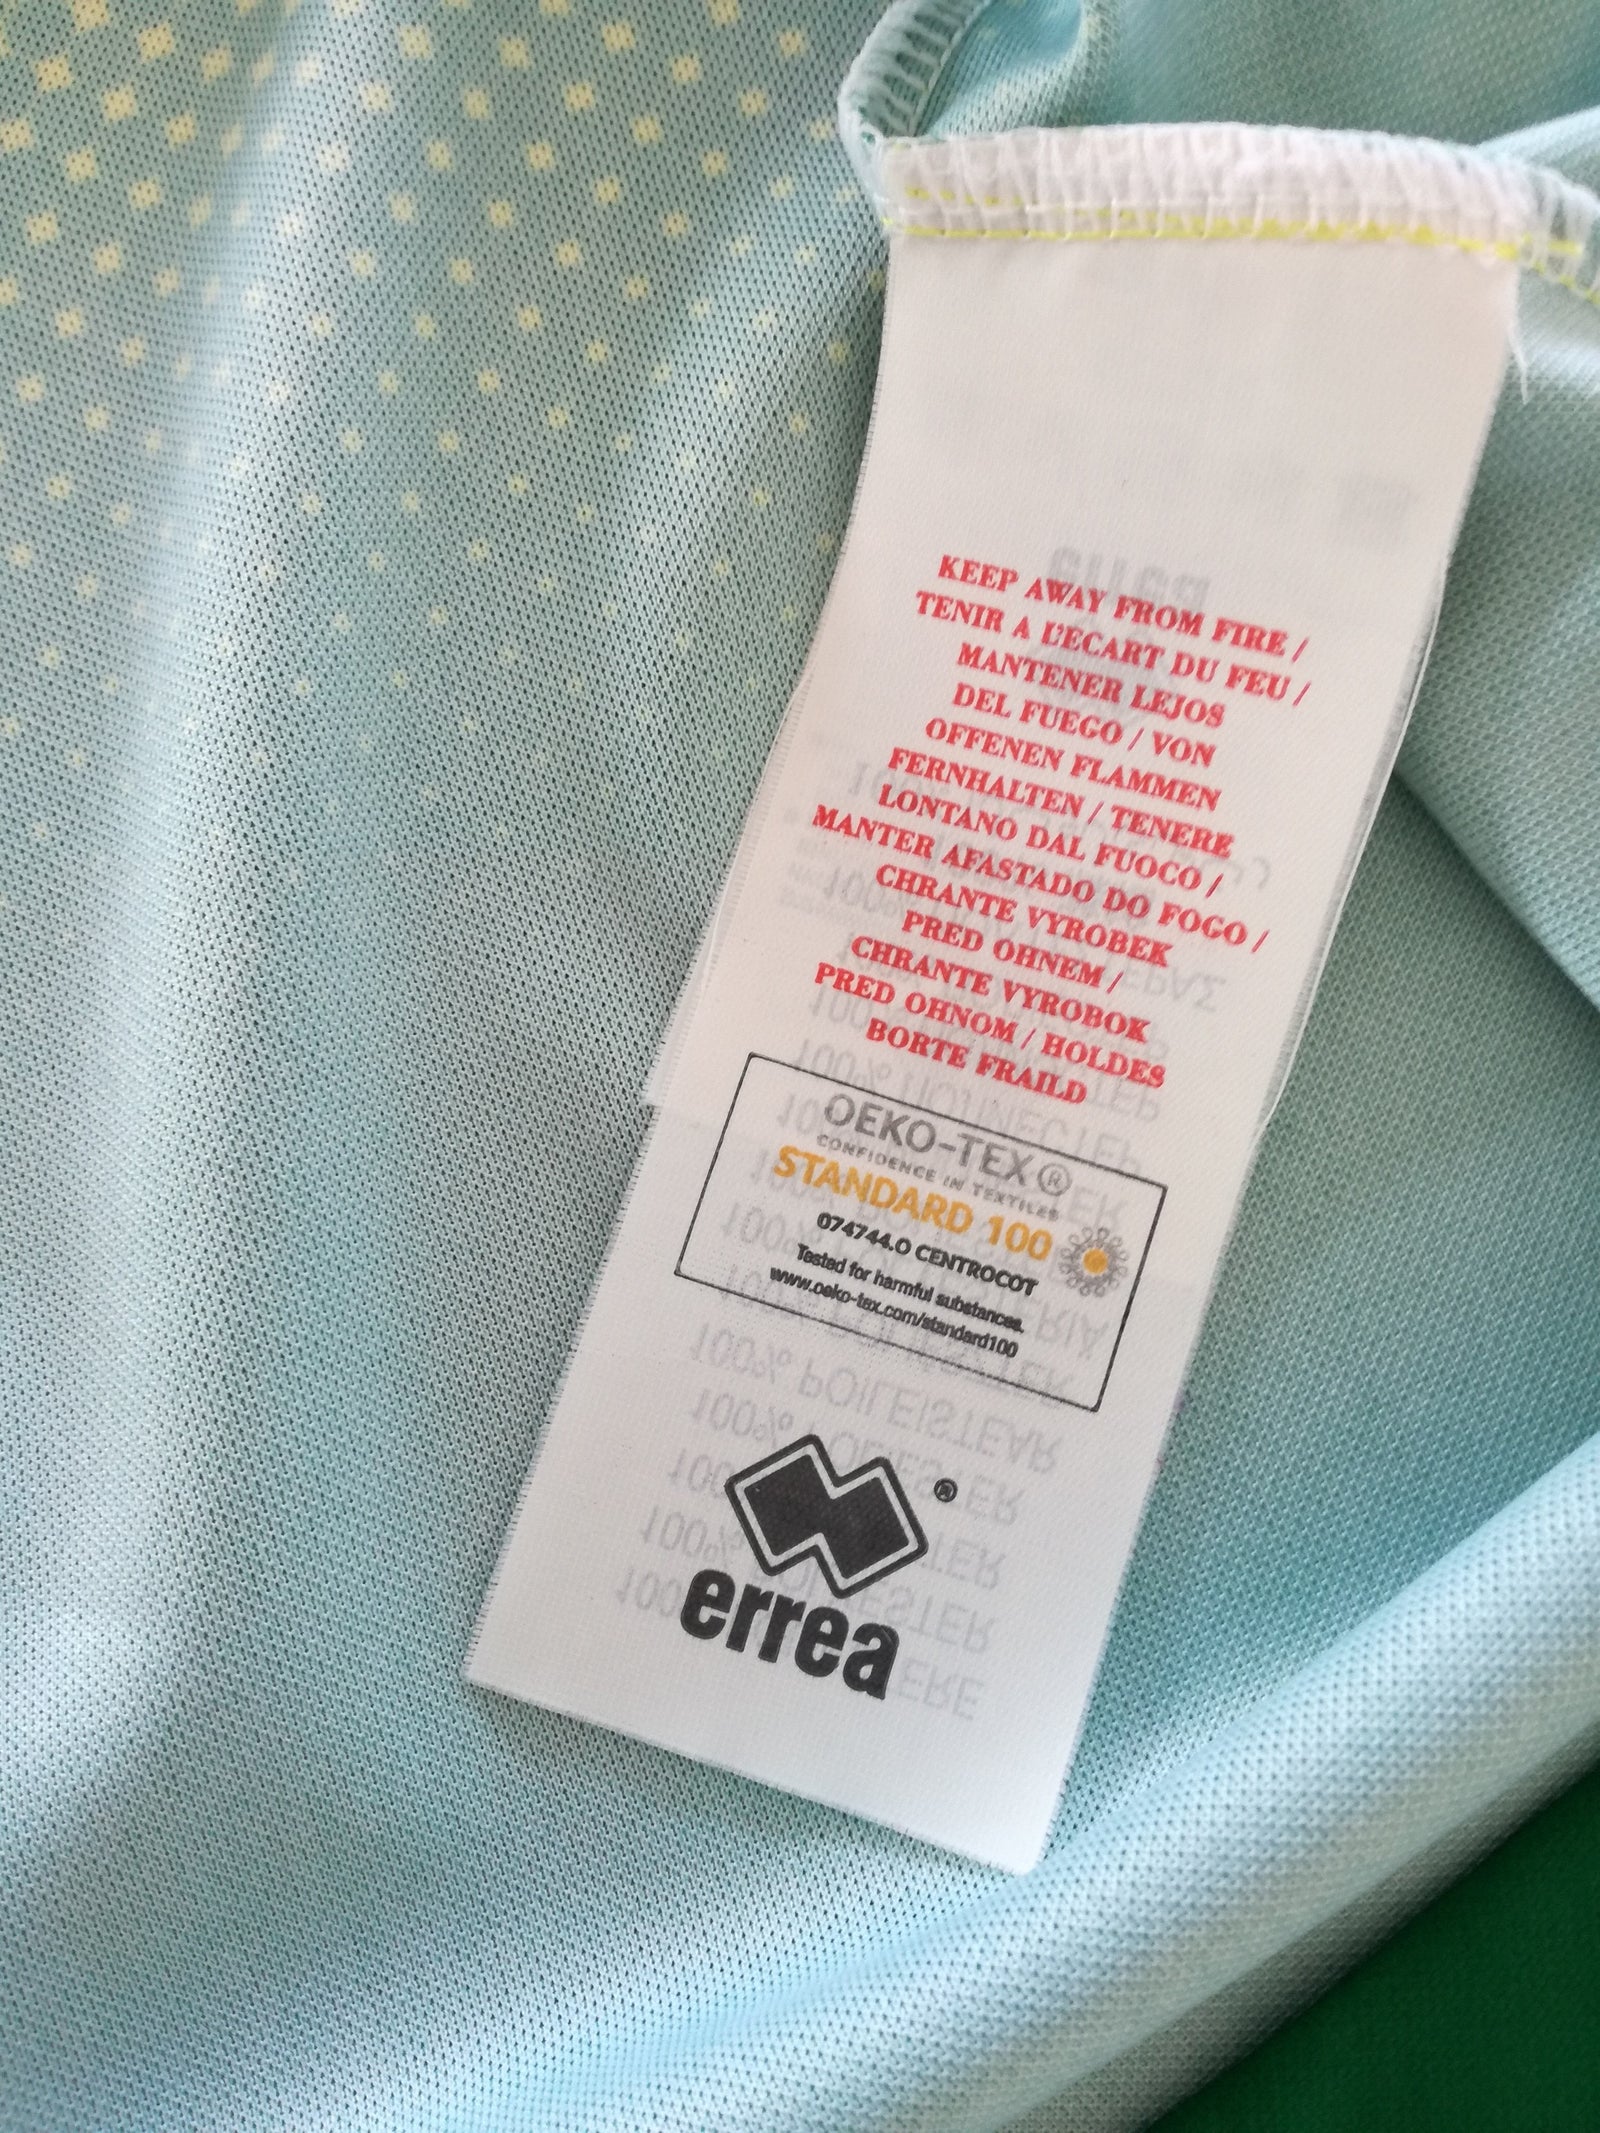 KEEP AWAY FROM FIRE /
TENIR A L'ECART DU FEU /
MANTENER LEJOS
DEL FUEGO / VON
OFFENEN FLAMMEN
FERNHALTEN / TENERE
LONTANO DAL FUOCO /
MANTER AFASTADO DO FOGO /
CHRANTE VYROBEK
PRED OHNEM /
CHRANTE VYROBOK
PRED OHNOM / HOLDES
BORTE FRAILD
OEKO-TEX®
CONFIDENCE IN TEXTILES
STANDARD 100
074744.O CENTROCOT
Tested for harmful substances.
www.oeko-tex.com/standard100
®
errea